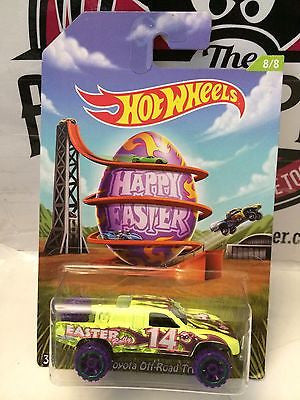 The
8/8
Hot Wheels
HAPPY
EASTER
EASTER
14
Toyota Off-Road Tr